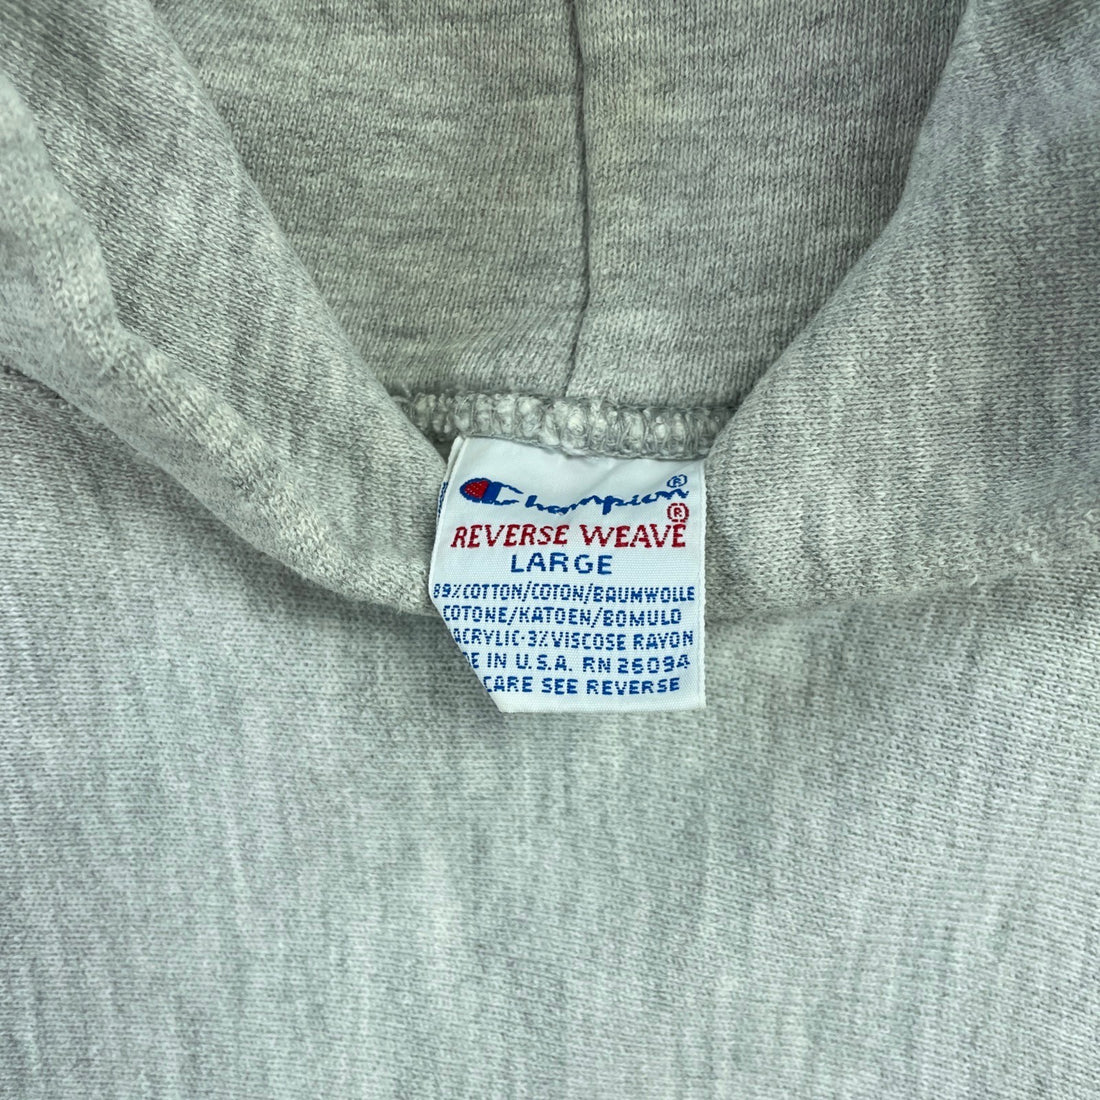 Champion®
REVERSE WEAVE®
LARGE
89% COTTON/COTON/BAUMWOLLE
COTONE/KATOEN/BOMULD
ACRYLIC-3% VISCOSE RAYON
E IN U.S.A. RN 26094
CARE SEE REVERSE